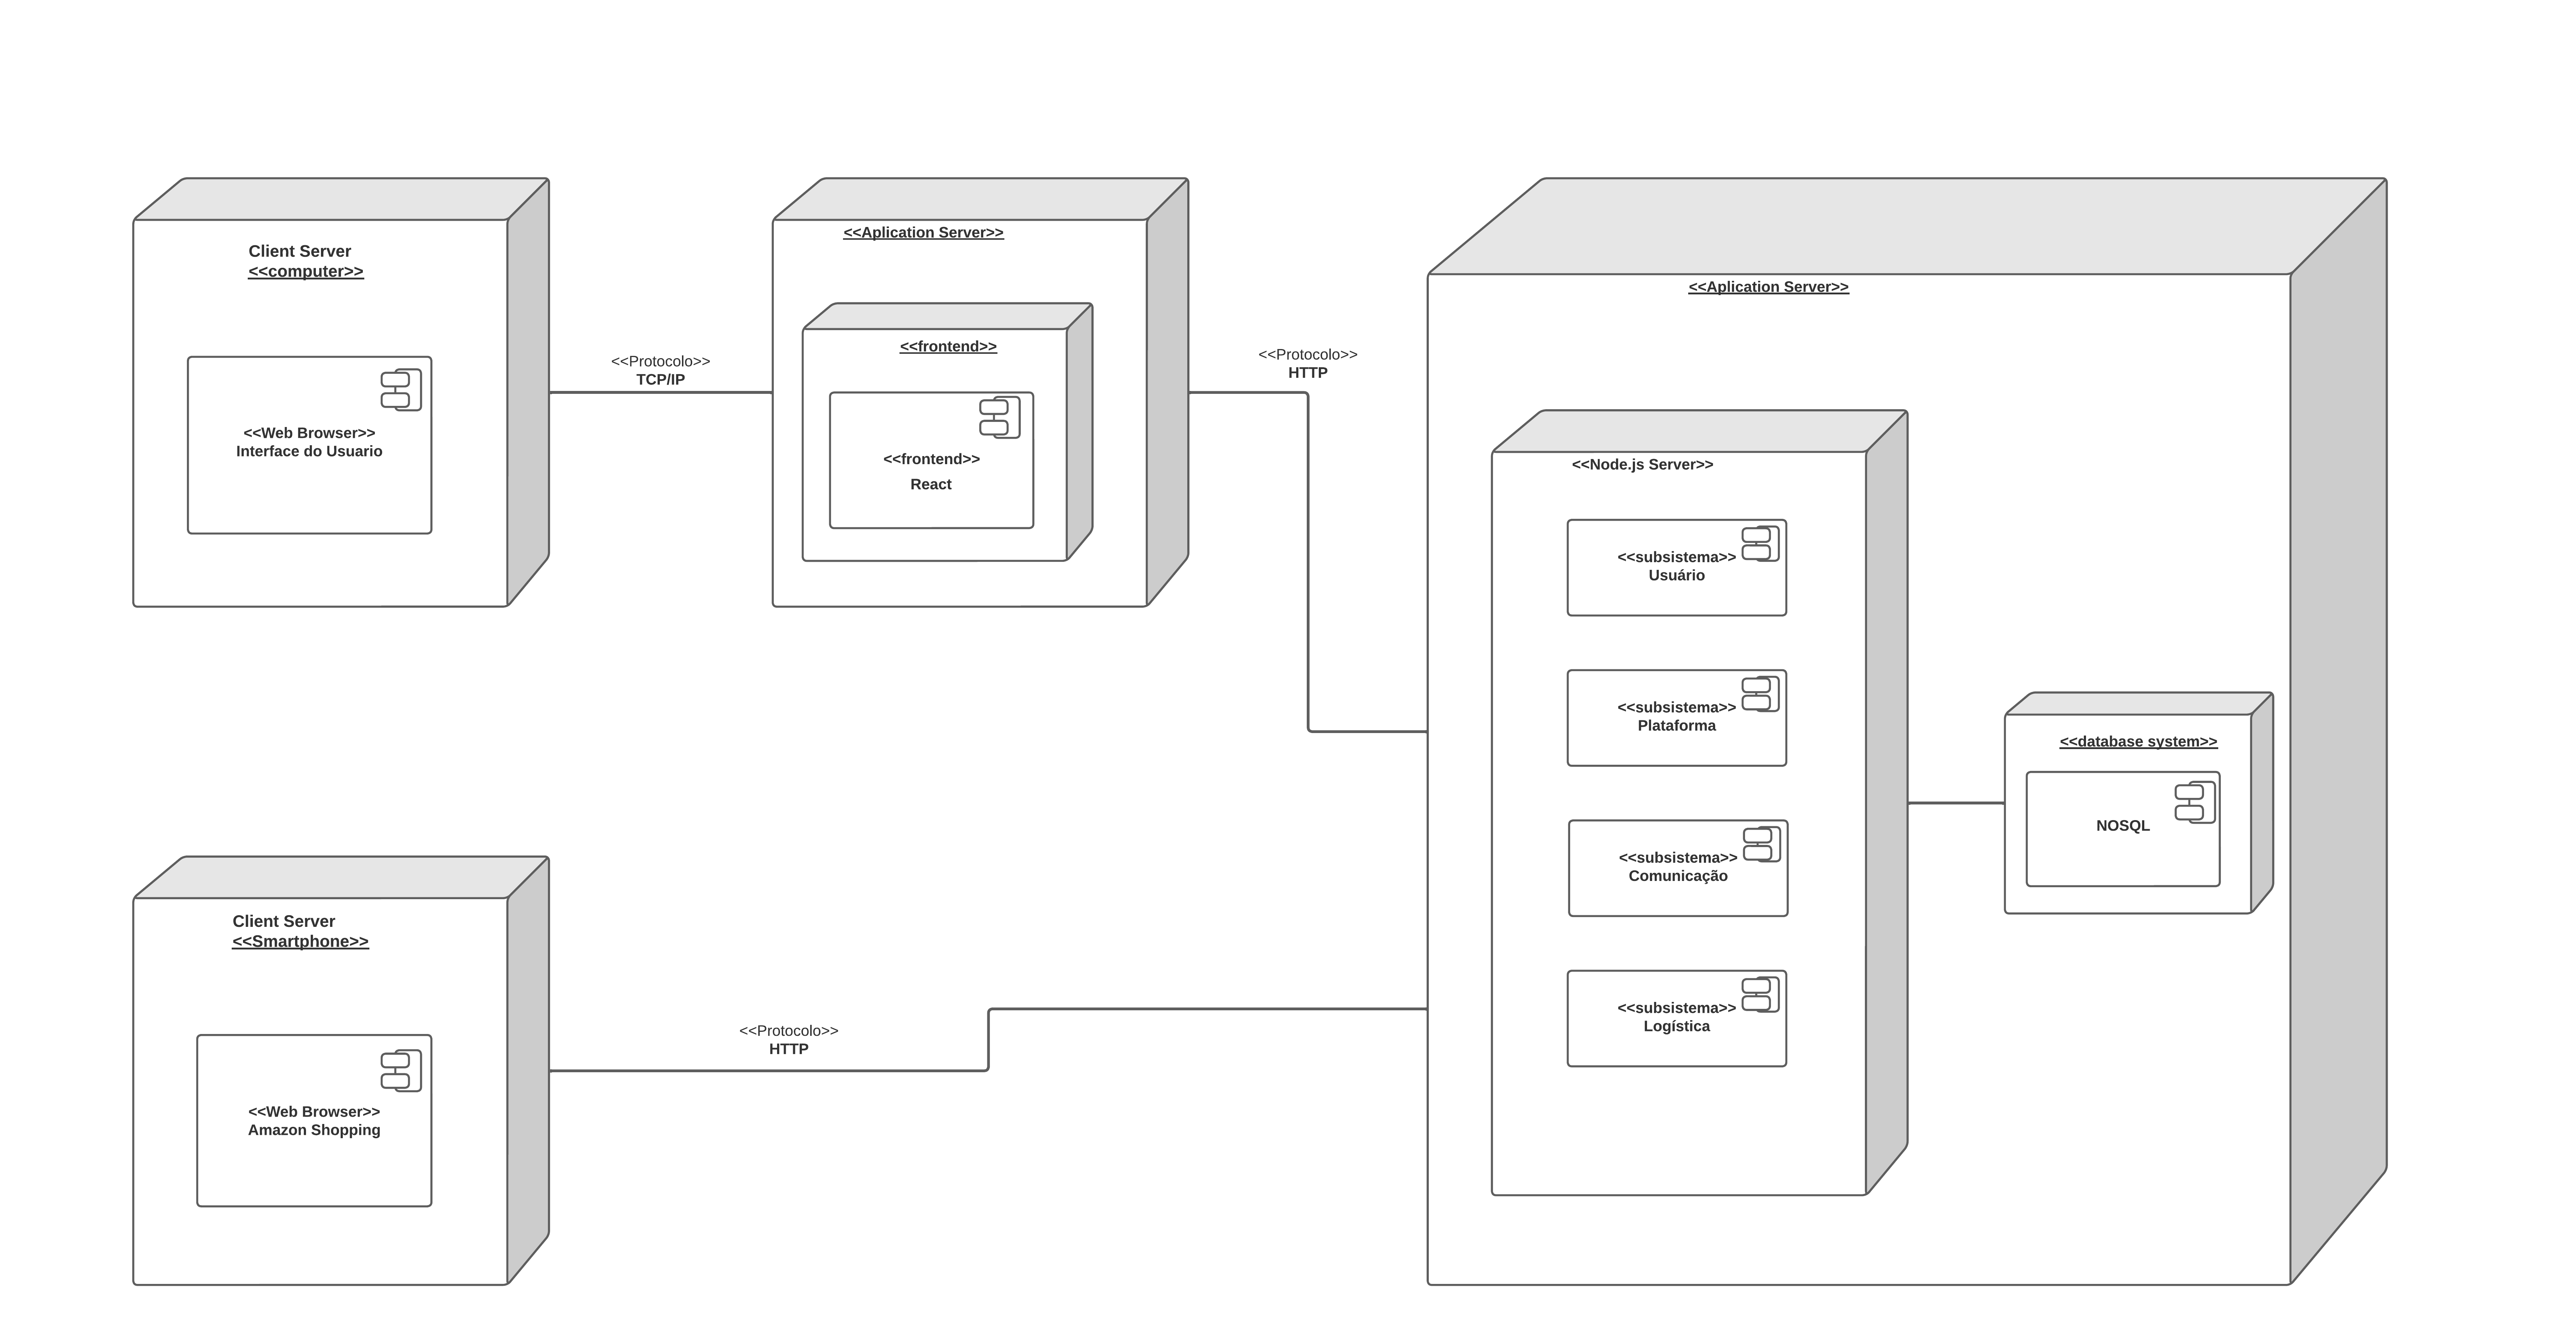 Client Server
<<computer>>
<<Web Browser>>
Interface do Usuario
<<Protocolo>>
TCP/IP
<<Aplication Server>>
<<frontend>>
<<frontend>>
React
<<Protocolo>>
HTTP
<<Aplication Server>>
<<Node.js Server>>
<<subsistema>>
Usuário
<<subsistema>>
Plataforma
<<subsistema>>
Comunicação
<<subsistema>>
Logística
<<database system>>
NOSQL
Client Server
<<Smartphone>>
<<Web Browser>>
Amazon Shopping
<<Protocolo>>
HTTP